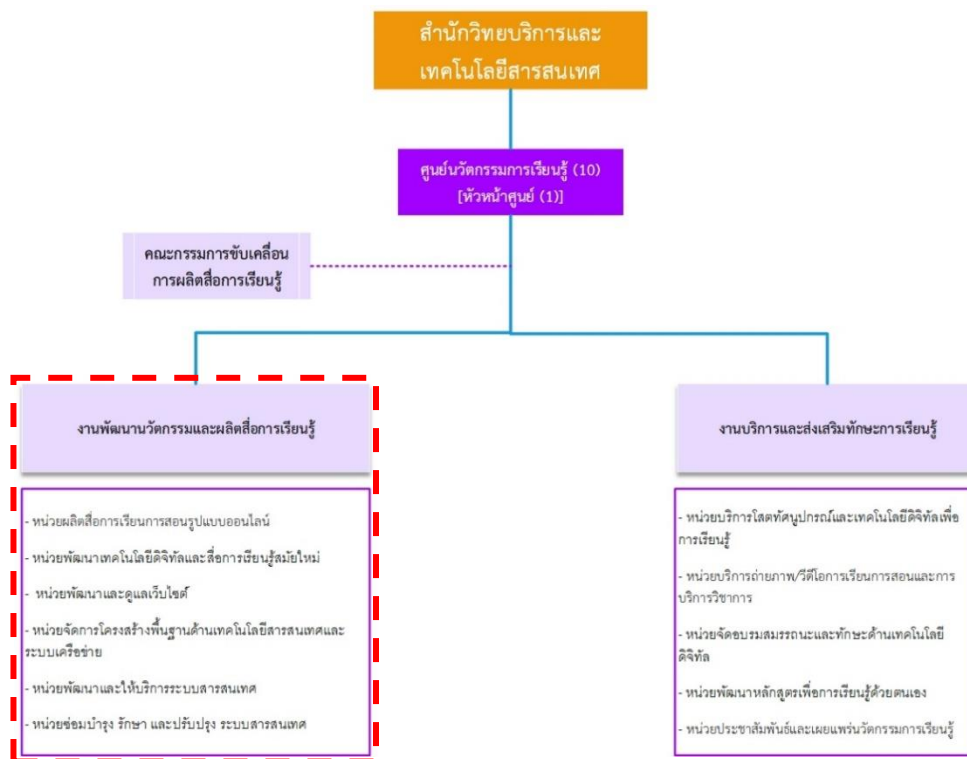 สำนักวิทยบริการและ
เทคโนโลยีสารสนเทศ
ศูนย์นวัตกรรมการเรียนรู้ (10)
[หัวหน้าศูนย์ (1)]
คณะกรรมการขับเคลื่อน
การผลิตสื่อการเรียนรู้
งานพัฒนานวัตกรรมและผลิตสื่อการเรียนรู้
- หน่วยผลิตสื่อการเรียนการสอนรูปแบบออนไลน์
- หน่วยพัฒนาเทคโนโลยีดิจิทัลและสื่อการเรียนรู้สมัยใหม่
- หน่วยพัฒนาและดูแลเว็บไซต์
- หน่วยจัดการโครงสร้างพื้นฐานด้านเทคโนโลยีสารสนเทศและ
ระบบเครือข่าย
- หน่วยพัฒนาและให้บริการระบบสารสนเทศ
- หน่วยซ่อมบำรุง รักษา และปรับปรุง ระบบสารสนเทศ
งานบริการและส่งเสริมทักษะการเรียนรู้
- หน่วยบริการโสตทัศนูปกรณ์และเทคโนโลยีดิจิทัลเพื่อ
การเรียนรู้
- หน่วยบริการถ่ายภาพ/วีดีโอการเรียนการสอนและการ
บริการวิชาการ
- หน่วยจัดอบรมสมรรถนะและทักษะด้านเทคโนโลยี
ดิจิทัล
- หน่วยพัฒนาหลักสูตรเพื่อการเรียนรู้ด้วยตนเอง
- หน่วยประชาสัมพันธ์และเผยแพร่นวัตกรรมการเรียนรู้